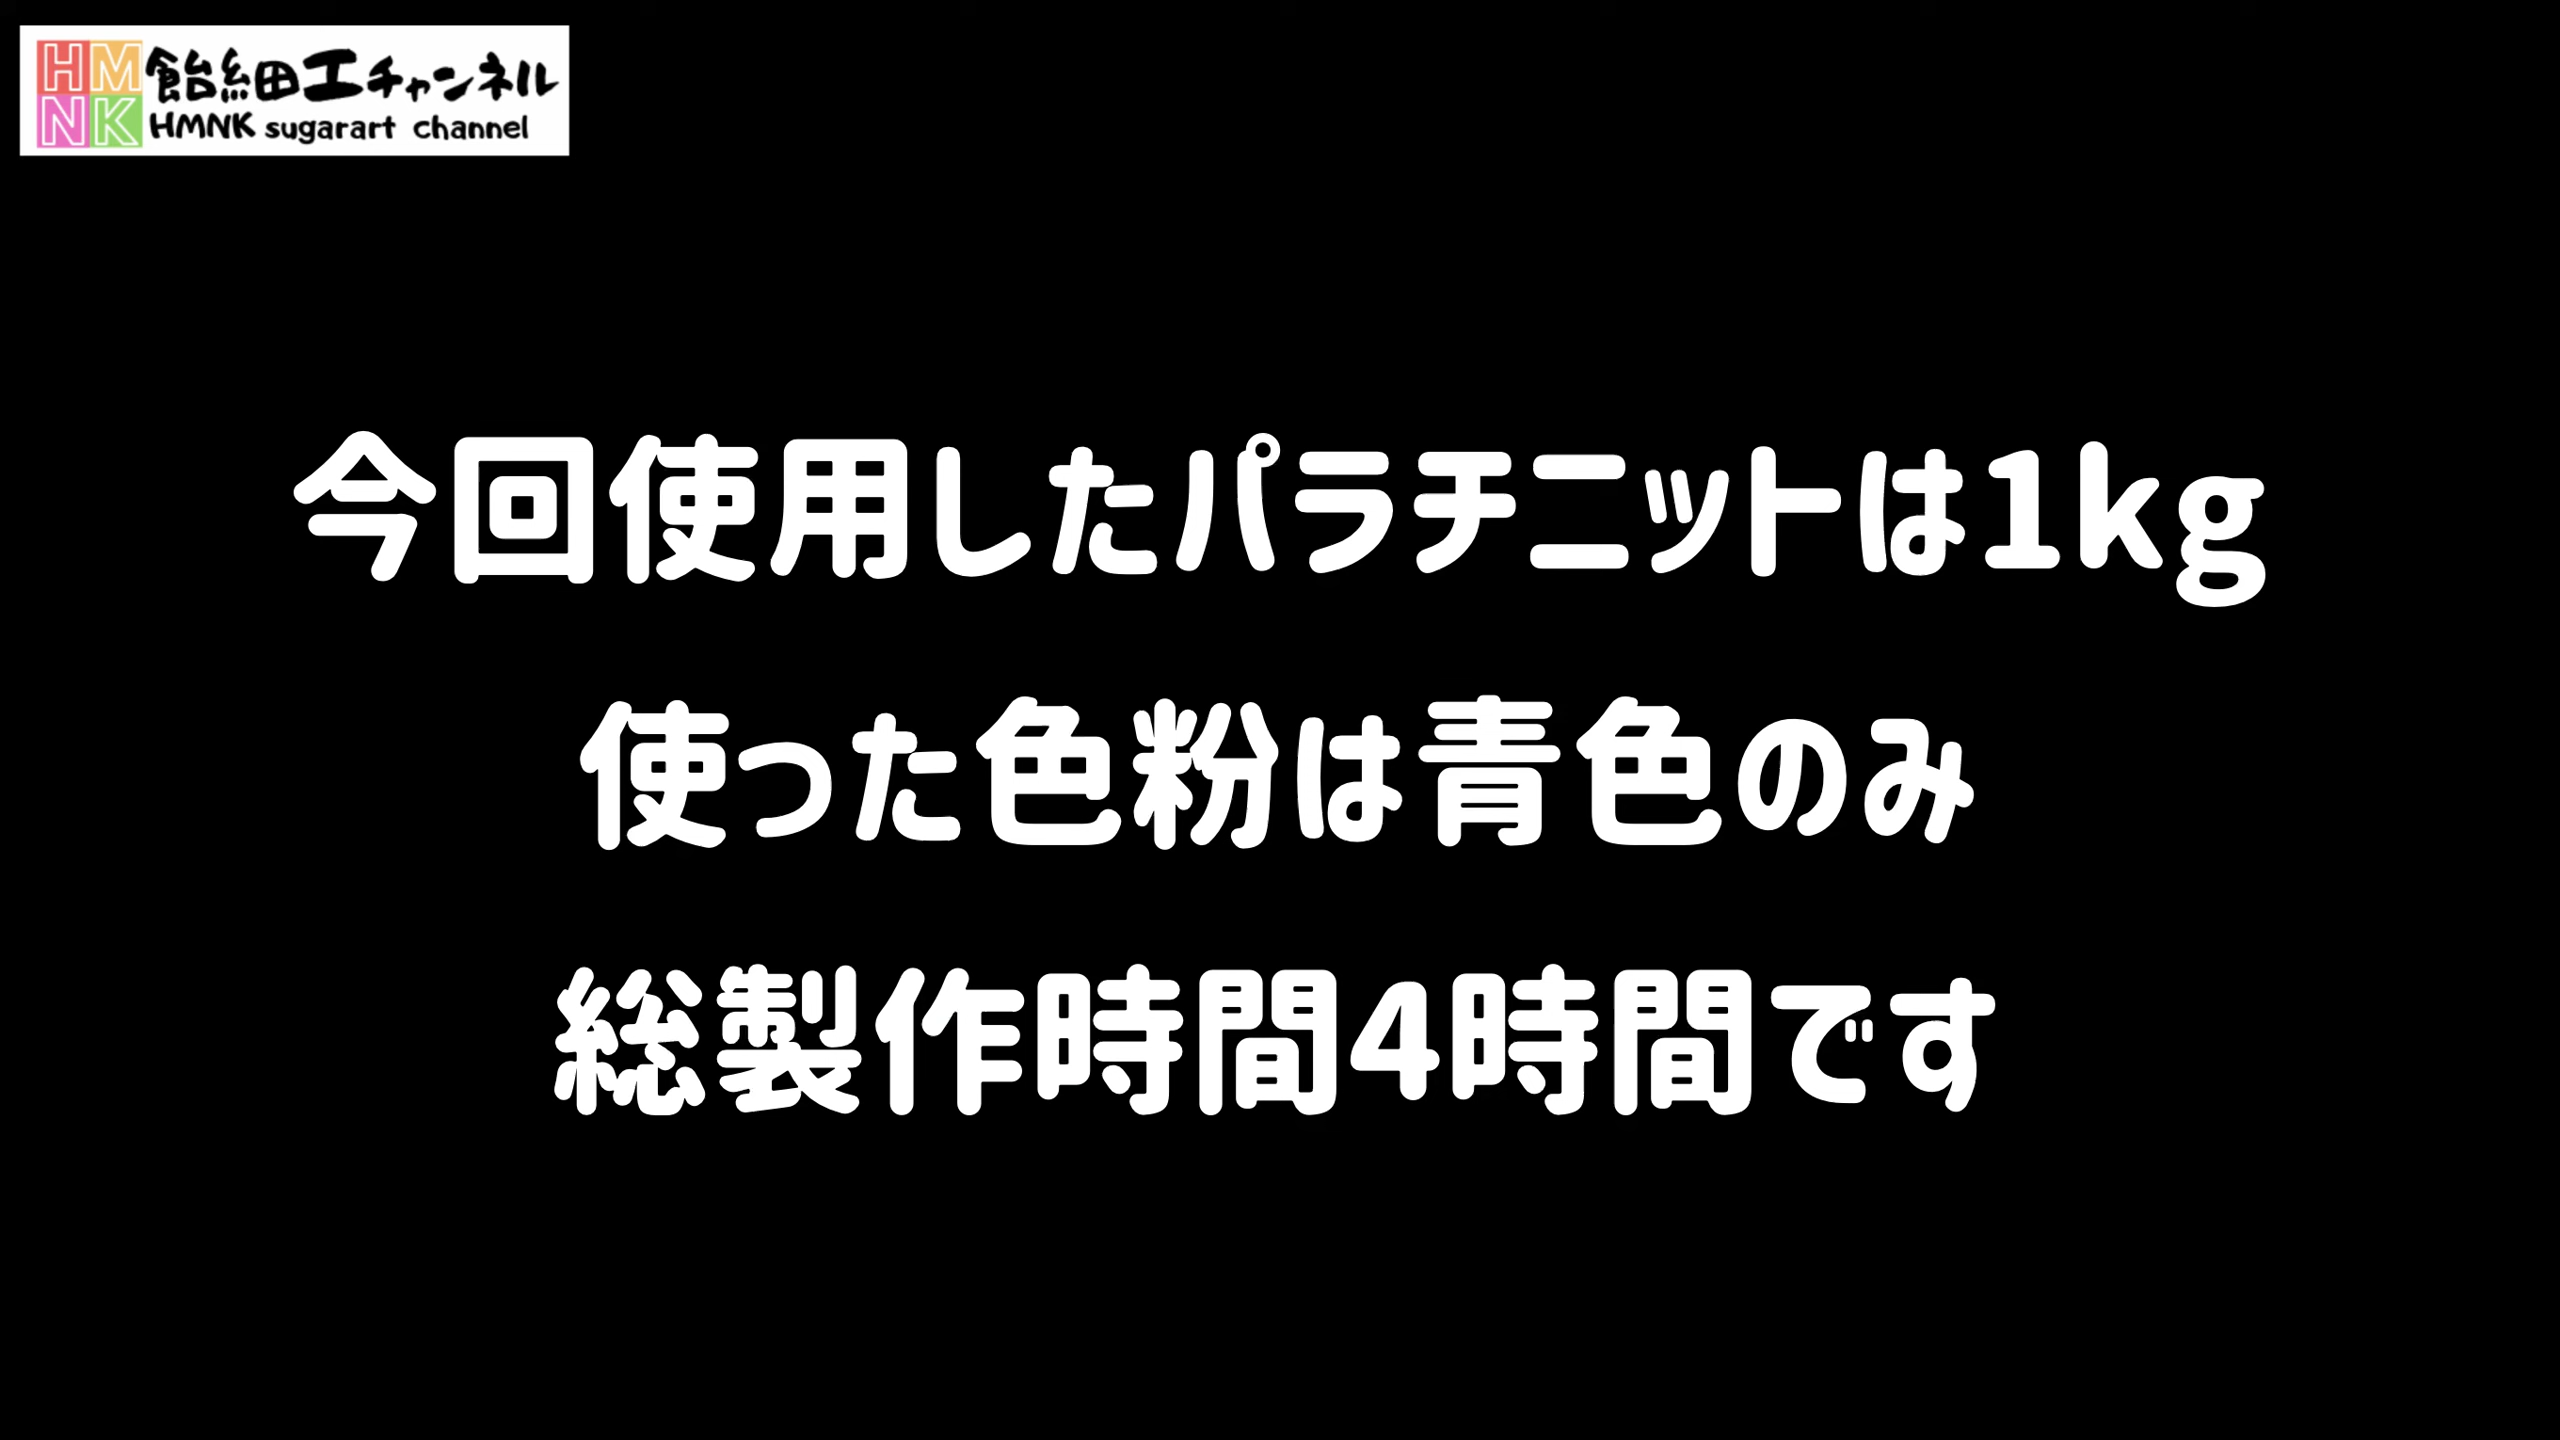 HM
NK
飴細工チャンネル
HMNK sugarart channel
今回使用したパラチニットは1kg
使った色粉は青色のみ
総製作時間4時間です